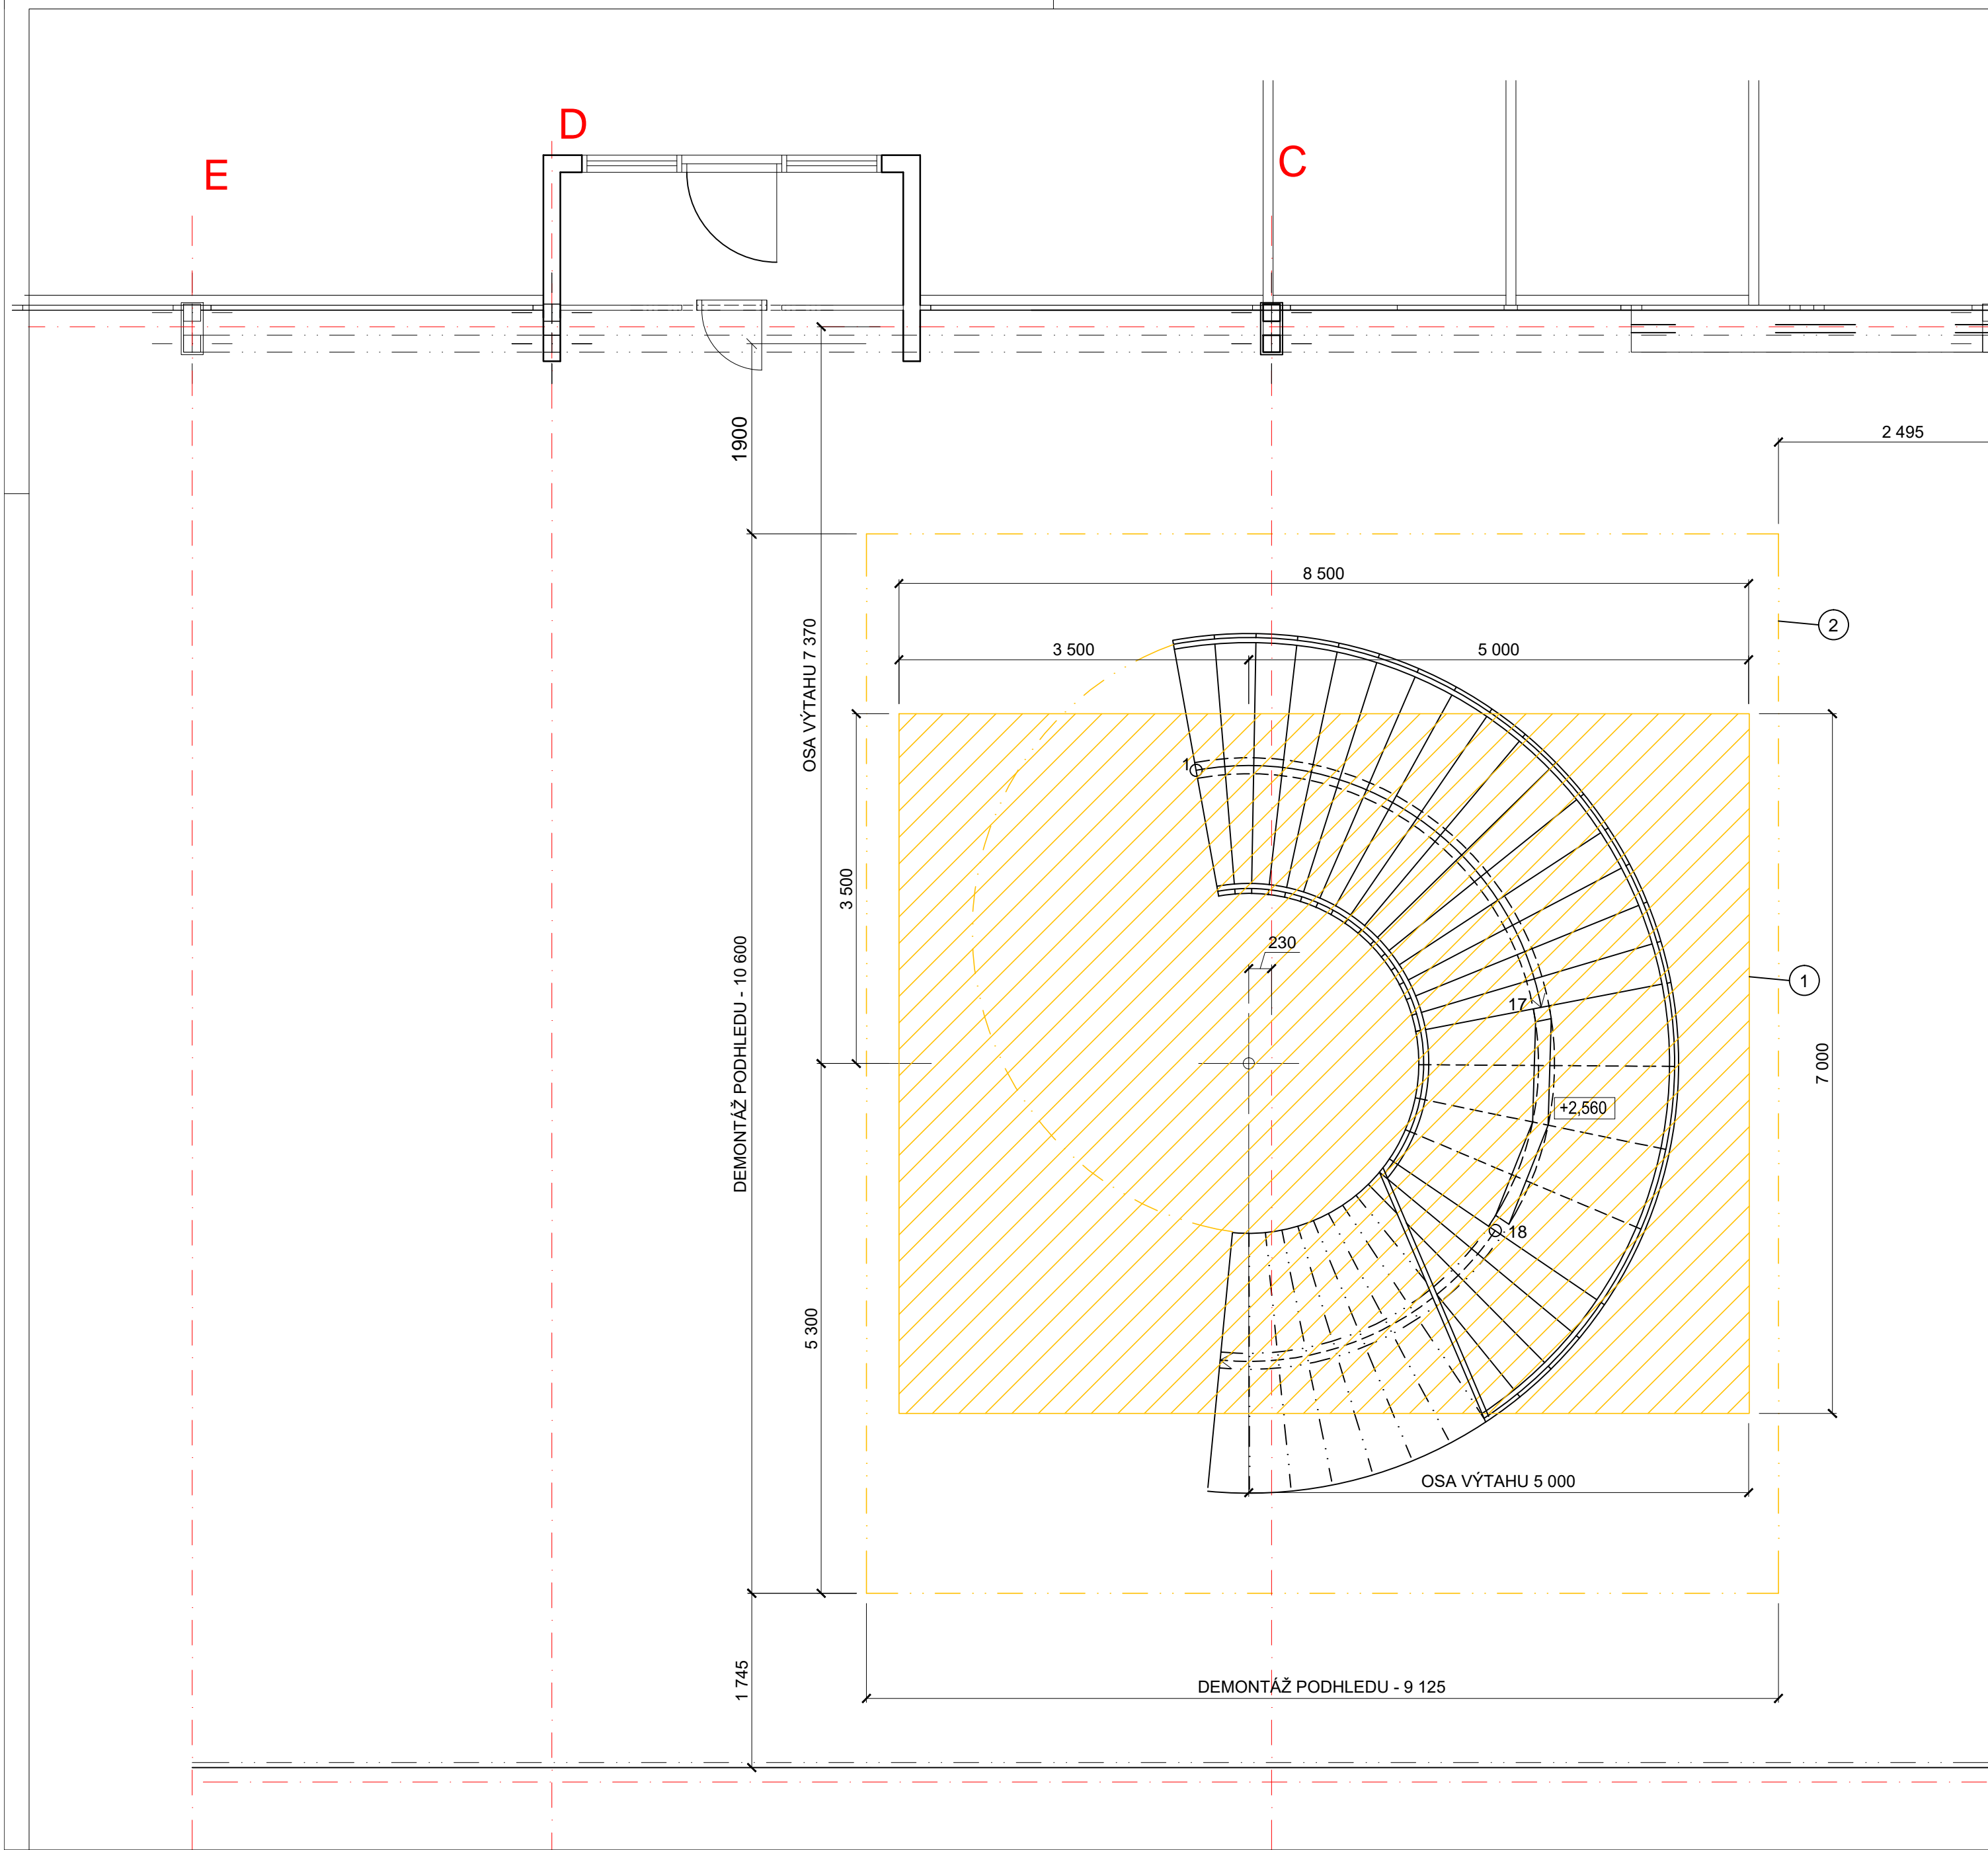 D
C
E
1900
2 495
8 500
2
OSA VÝTAHU 7 370
3 500
5 000
1
3 500
230
1
17
DEMONTÁŽ PODHLEDU - 10 600
7 000
+2,560
18
5 300
OSA VÝTAHU 5 000
1 745
DEMONTÁŽ PODHLEDU - 9 125